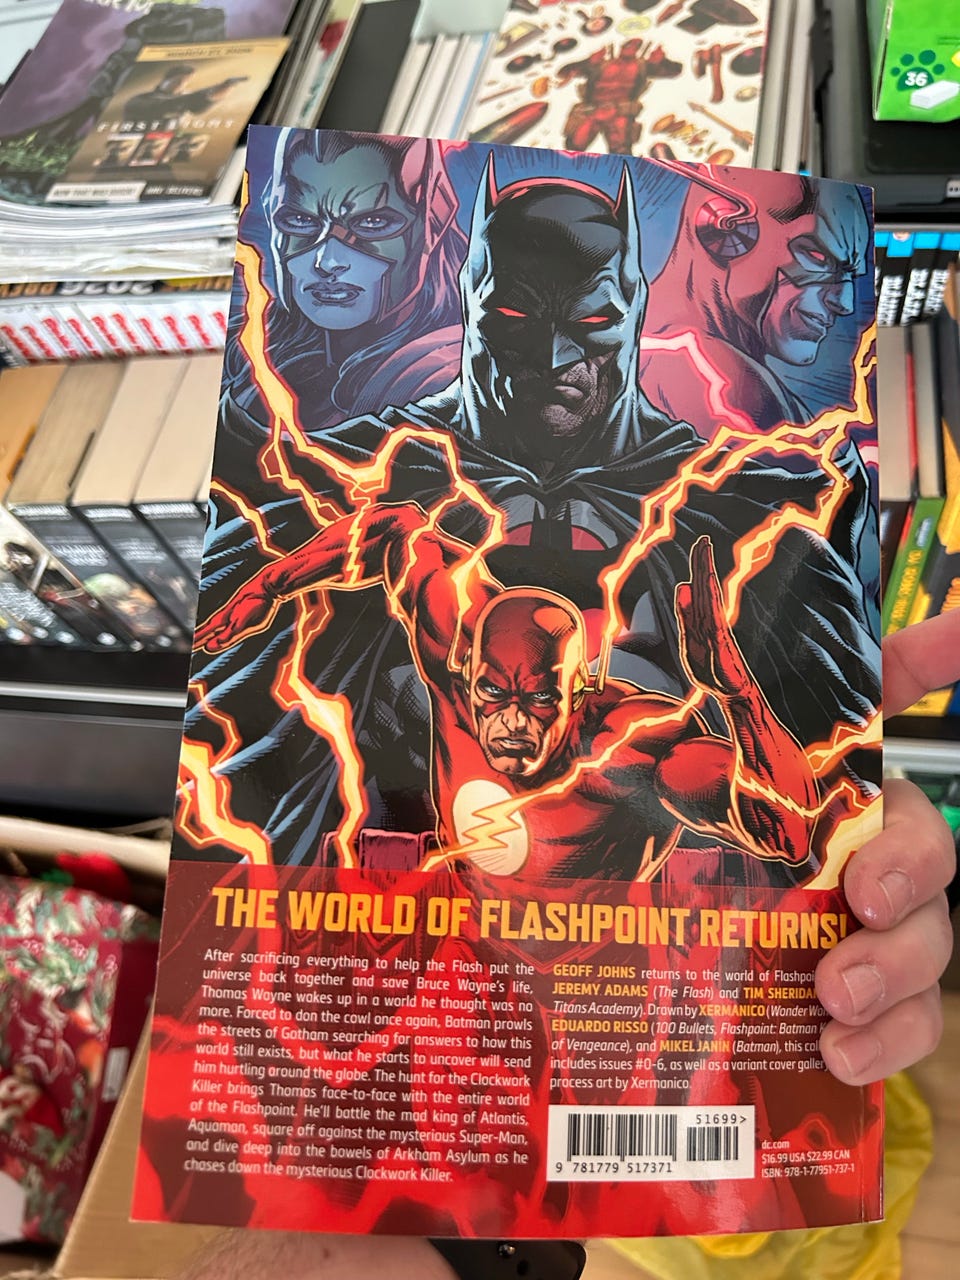 FIRST SIGHT
36
2020
THE WORLD OF FLASHPOINT RETURNS!
After sacrificing everything to help the Flash put the
universe back together and save Bruce Wayne's life,
Thomas Wayne wakes up in a world he thought was no
more. Forced to don the cowl once again, Batman prowls
the streets of Gotham searching for answers to how this
world still exists, but what he starts to uncover will send
him hurtling around the globe. The hunt for the Clockwork
Killer brings Thomas face-to-face with the entire world
of the Flashpoint. He'll battle the mad king of Atlantis,
Aquaman, square off against the mysterious Super-Man,
and dive deep into the bowels of Arkham Asylum as he
chases down the mysterious Clockwork Killer.
GEOFF JOHNS returns to the world of Flashpoi
JEREMY ADAMS (The Flash) and TIM SHERIDA
Titans Academy). Drawn by XERMANICO (Wonder Wo
EDUARDO RISSO (100 Bullets, Flashpoint: Batman K
of Vengeance), and MIKEL JANÍN (Batman), this col
includes issues #0-6, as well as a variant cover galler
process art by Xermanico.
51699>
9 781779 517371
dc.com
$16.99 USA $22.99 CAN
ISBN: 978-1-77951-737-1